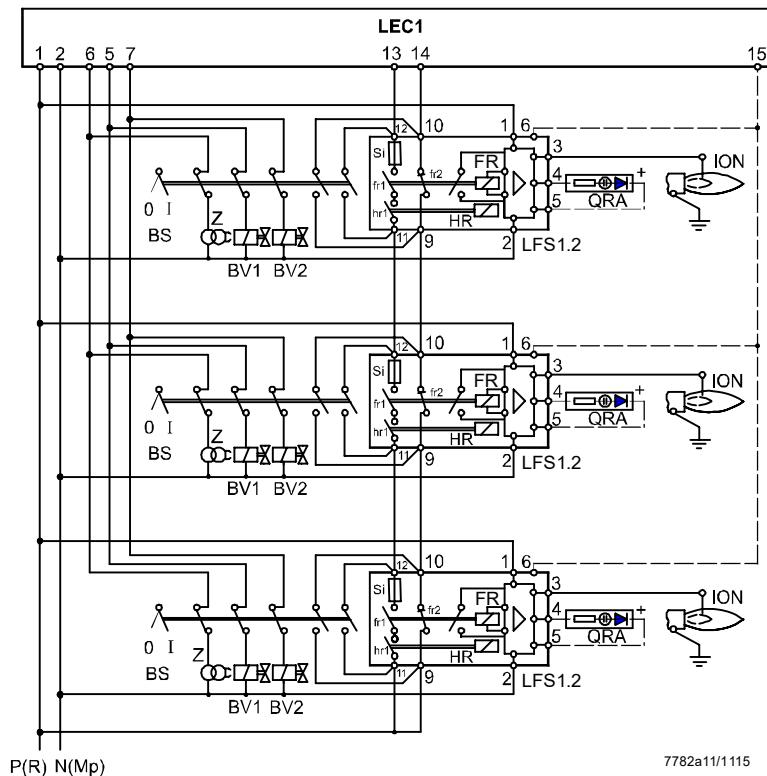 LEC1
1 2 6 5 7 13 14 15
12 10 1 6
Si 3 ION
FR 4 +
fr1 fr2 5 QRA
0 I Z hr1 HR
BS 11 9 2 LFS1.2
BV1 BV2
12 10 1 6
Si 3 ION
FR 4 +
fr1 fr2 5 QRA
0 I Z hr1 HR
BS 11 9 2 LFS1.2
BV1 BV2
12 10 1 6
Si 3 ION
FR 4 +
fr1 fr2 5 QRA
0 I Z hr1 HR
BS 11 9 2 LFS1.2
BV1 BV2
P(R) N(Mp) 7782a11/1115